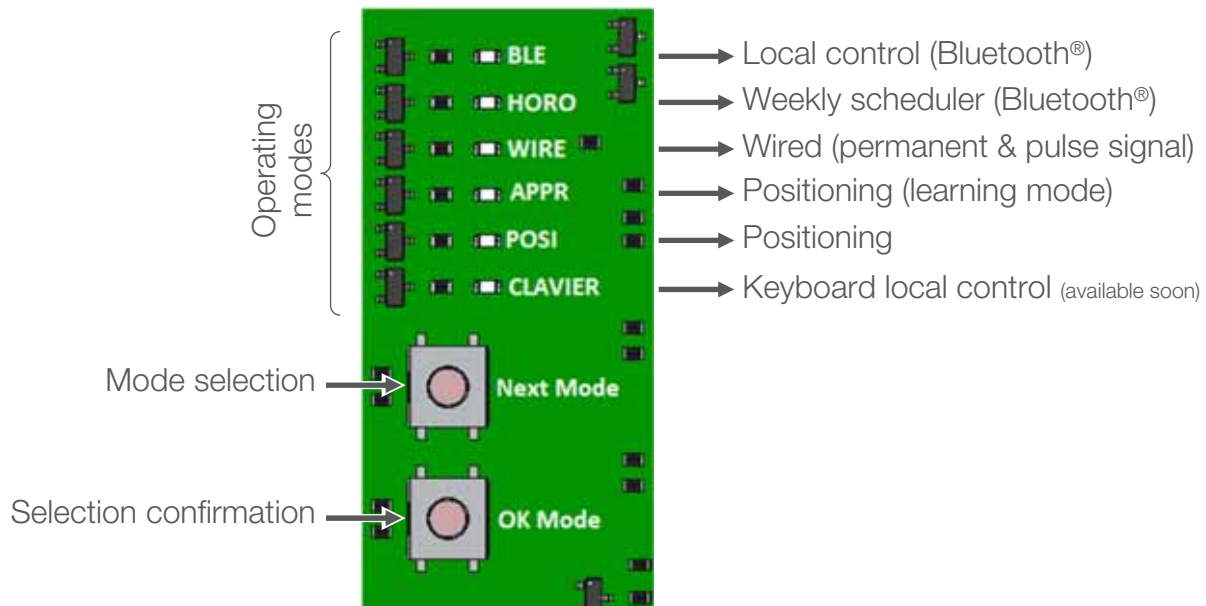 Operating
modes
BLE
Local control (Bluetooth®)
HORO
Weekly scheduler (Bluetooth®)
WIRE
Wired (permanent & pulse signal)
APPR
Positioning (learning mode)
POSI
Positioning
CLAVIER
Keyboard local control (available soon)
Mode selection
Next Mode
Selection confirmation
OK Mode